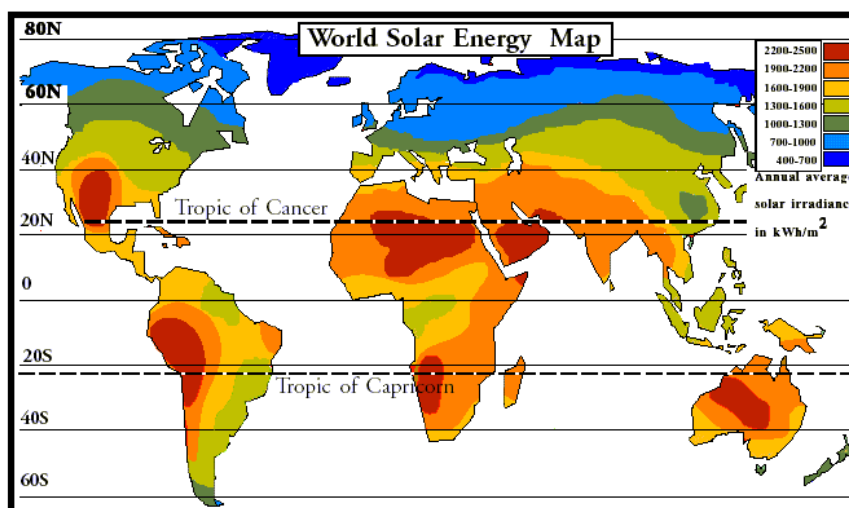 80N
World Solar Energy Map
2200-2500
1900-2200
60N
1600-1900
1300-1600
1000-1300
700-1000
400-700
40N
Annual average
solar irradiance
in kWh/m2
Tropic of Cancer
20N
0
20S
Tropic of Capricorn
40S
60S